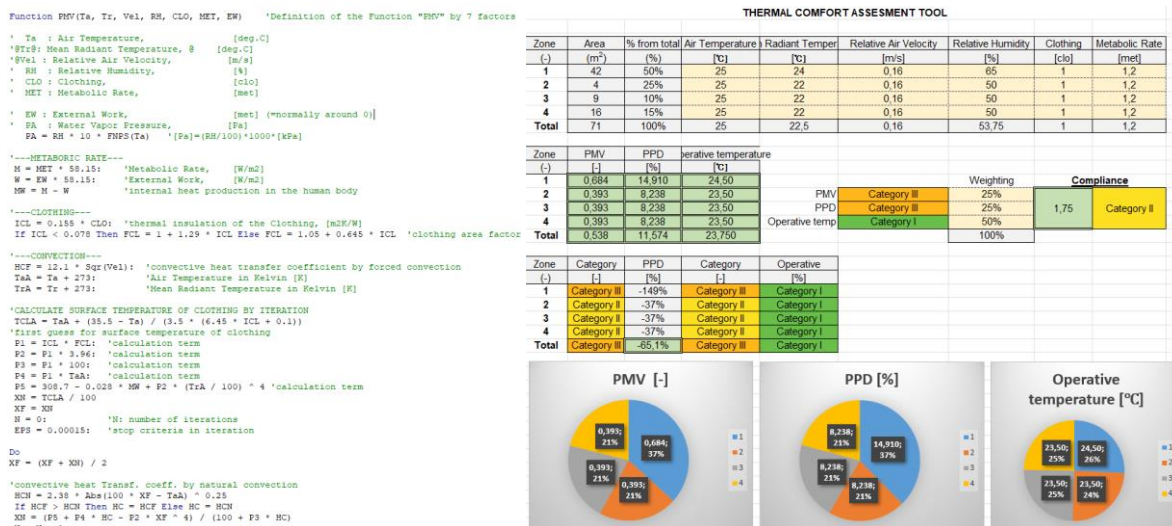 Function PMV(Ta, Tr, Vel, RH, CLO, MET, EW) 'Definition of the Function "PMV" by 7 factors
' Ta : Air Temperature, [deg.C]
'@Tr@: Mean Radiant Temperature, @ [deg.C]
'@Vel : Relative Air Velocity, [m/s]
' RH : Relative Humidity, [%]
' CLO : Clothing, [clo]
' MET : Metabolic Rate, [met]
' EW : External Work, [met] (=normally around 0)
' PA : Water Vapor Pressure, [Pa]
PA = RH * 10 * FNPS(Ta) '[Pa]=(RH/100)*1000*[kPa]
'---METABORIC RATE---
M = MET * 58.15: 'Metabolic Rate, [W/m2]
W = EW * 58.15: 'External Work, [W/m2]
MW = M - W 'internal heat production in the human body
'---CLOTHING---
ICL = 0.155 * CLO: 'thermal insulation of the Clothing, [m2K/W]
If ICL < 0.078 Then FCL = 1 + 1.29 * ICL Else FCL = 1.05 + 0.645 * ICL 'clothing area factor
'---CONVECTION---
HCF = 12.1 * Sqr(Vel): 'convective heat transfer coefficient by forced convection
TaA = Ta + 273: 'Air Temperature in Kelvin [K]
TrA = Tr + 273: 'Mean Radiant Temperature in Kelvin [K]
'CALCULATE SURFACE TEMPERATURE OF CLOTHING BY ITERATION
TCLA = TaA + (35.5 - Ta) / (3.5 * (6.45 * ICL + 0.1))
'first guess for surface temperature of clothing
P1 = ICL * FCL: 'calculation term
P2 = P1 * 3.96: 'calculation term
P3 = P1 * 100: 'calculation term
P4 = P1 * TaA: 'calculation term
P5 = 308.7 - 0.028 * MW + P2 * (TrA / 100) ^ 4 'calculation term
XN = TCLA / 100
XF = XN
N = 0: 'N: number of iterations
EPS = 0.00015: 'stop criteria in iteration
Do
XF = (XF + XN) / 2
'convective heat Transf. coeff. by natural convection
HCN = 2.38 * Abs(100 * XF - TaA) ^ 0.25
If HCF > HCN Then HC = HCF Else HC = HCN
XN = (P5 + P4 * HC - P2 * XF ^ 4) / (100 + P3 * HC)
THERMAL COMFORT ASSESMENT TOOL
Zone Area % from total Air Temperature Radiant Temper Relative Air Velocity Relative Humidity Clothing Metabolic Rate
(-) (m²) (%) [℃] [℃] [m/s] [%] [clo] [met]
1 42 50% 25 24 0,16 65 1 1,2
2 4 25% 25 22 0,16 50 1 1,2
3 9 10% 25 22 0,16 50 1 1,2
4 16 15% 25 22 0,16 50 1 1,2
Total 71 100% 25 22,5 0,16 53,75 1 1,2
Zone PMV PPD perative temperature
(-) [-] [%] [℃]
1 0,684 14,910 24,50 Weighting Compliance
2 0,393 8,238 23,50 PMV Category III 25%
3 0,393 8,238 23,50 PPD Category III 25% 1,75 Category II
4 0,393 8,238 23,50 Operative temp Category I 50%
Total 0,538 11,574 23,750 100%
Zone Category PPD Category Operative
(-) [-] [%] [-] [%]
1 Category III -149% Category III Category I
2 Category II -37% Category II Category I
3 Category II -37% Category II Category I
4 Category II -37% Category II Category I
Total Category III -65,1% Category III Category I
PMV [-]
0,393; 21%
0,684; 37%
0,393; 21%
0,393; 21%
1
2
3
4
PPD [%]
8,238; 21%
14,910; 37%
8,238; 21%
8,238; 21%
1
2
3
4
Operative
temperature [°C]
23,50; 25%
24,50; 26%
23,50; 25%
23,50; 24%
1
2
3
4